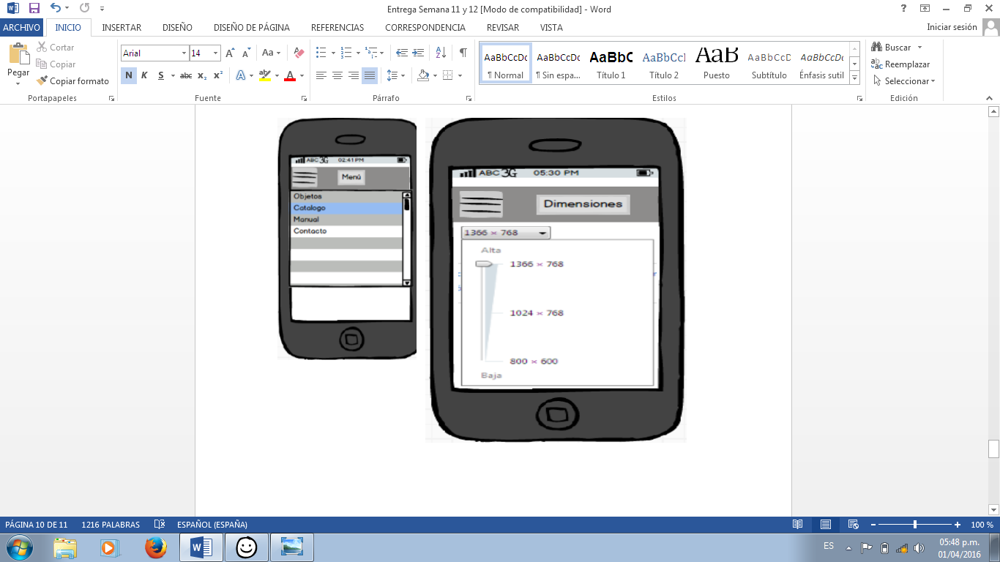 Entrega Semana 11 y 12 [Modo de compatibilidad] - Word
ARCHIVO INICIO INSERTAR DISEÑO DISEÑO DE PÁGINA REFERENCIAS CORRESPONDENCIA REVISAR VISTA Iniciar sesión
Pegar
Cortar
Copiar
Copiar formato
Portapapeles
Arial 14
N K S abc x₂ x²
Fuente
Párrafo
AaBbCcDc AaBbCcDc AaBbC AaBbCcI AaB AaBbCcD AaBbCcDc
¶ Normal ¶ Sin espa... Título 1 Título 2 Puesto Subtítulo Énfasis sutil
Estilos
Buscar
Reemplazar
Seleccionar
Edición
ABC 3G 02:41 PM
Menú
Objetos
Catalogo
Manual
Contacto
ABC 3G 05:30 PM
Dimensiones
1366 × 768
Alta
1366 × 768
1024 × 768
800 × 600
Baja
PÁGINA 10 DE 11 1216 PALABRAS ESPAÑOL (ESPAÑA) 100 %
ES 05:48 p.m.
01/04/2016